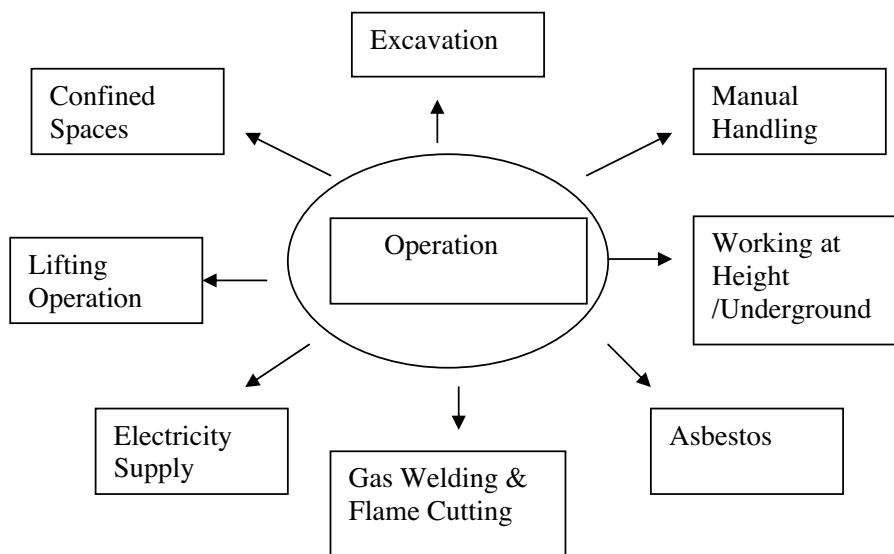 Excavation
Confined
Spaces
Manual
Handling
Operation
Lifting
Operation
Working at
Height
/Underground
Electricity
Supply
Gas Welding &
Flame Cutting
Asbestos